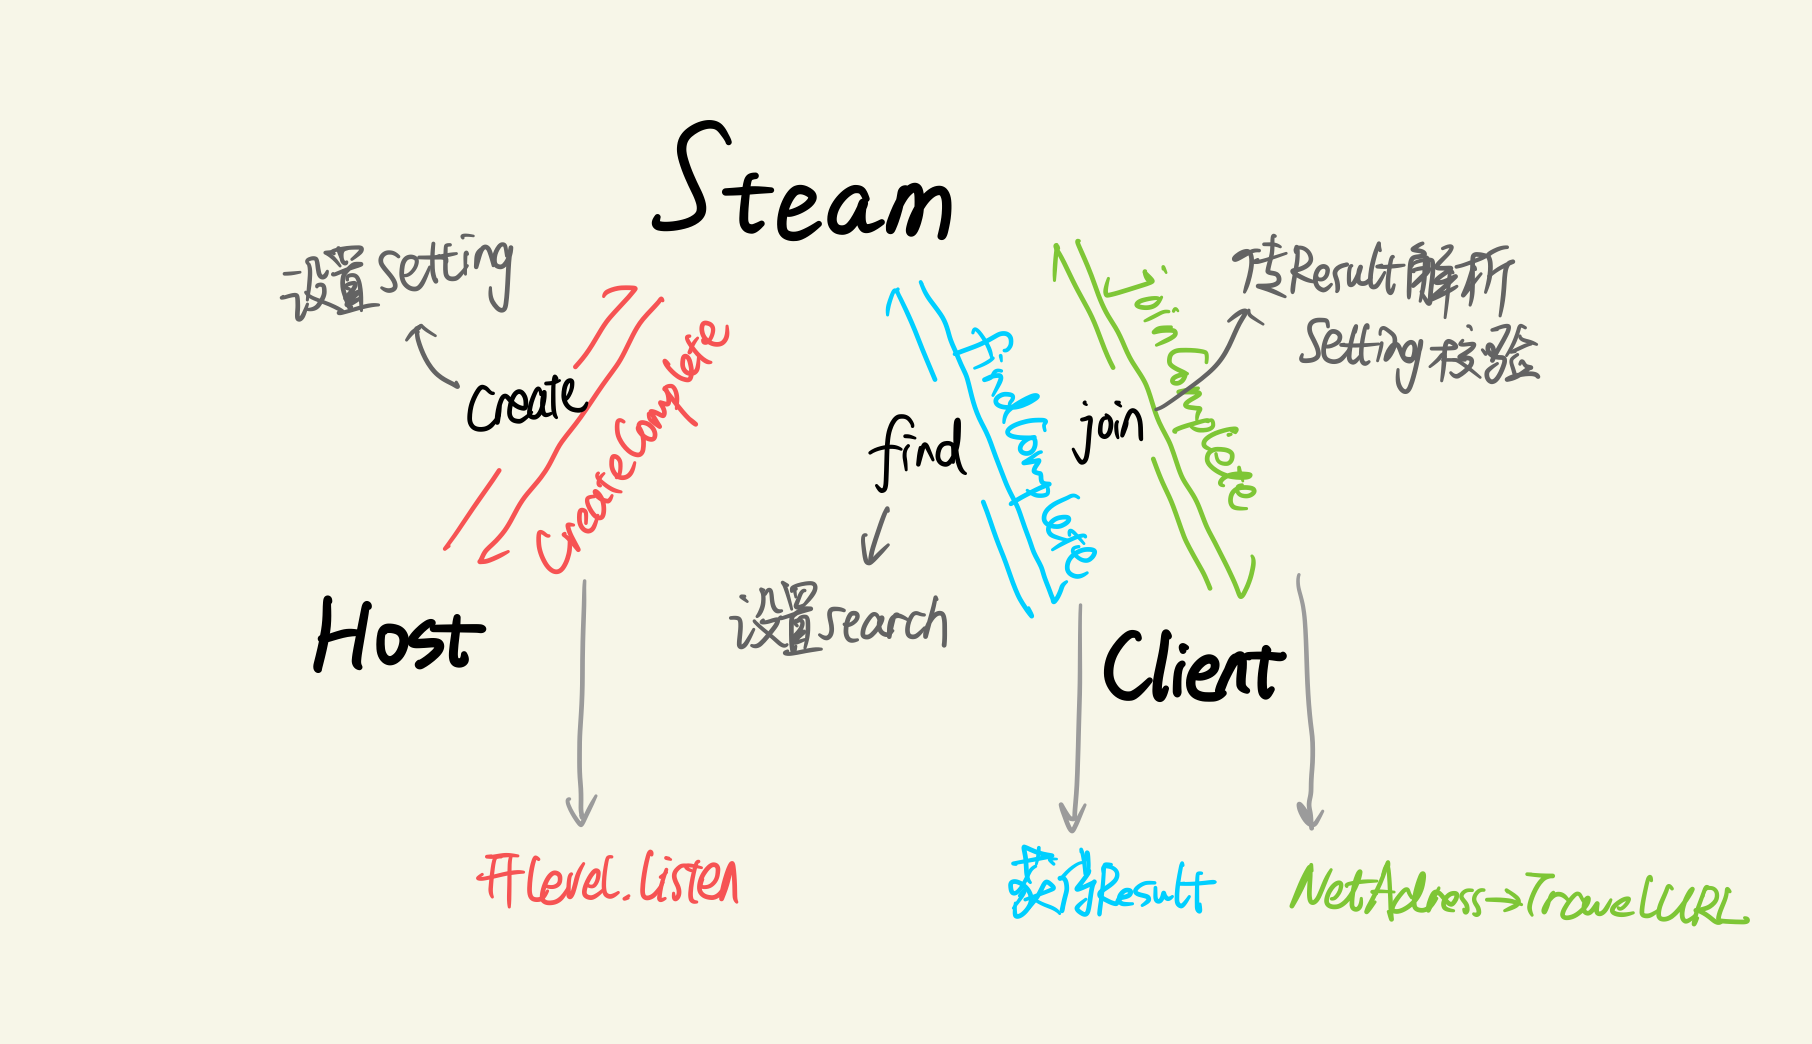 Steam
设置setting
传Result解析
Setting校验
Create
CreateComplete
find
findComplete
join
joinComplete
设置search
Host
Client
开level.listen
获得Result
NetAdress→TravelURL